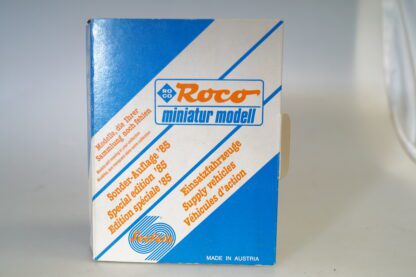 RO
CO
Roco
miniatur modell
Modelle, die Ihrer
Sammlung noch fehlen
Sonder-Auflage '85
Special edition '85
Edition spéciale '85
Einsatzfahrzeuge
Supply vehicles
Véhicules d'action
MADE IN AUSTRIA